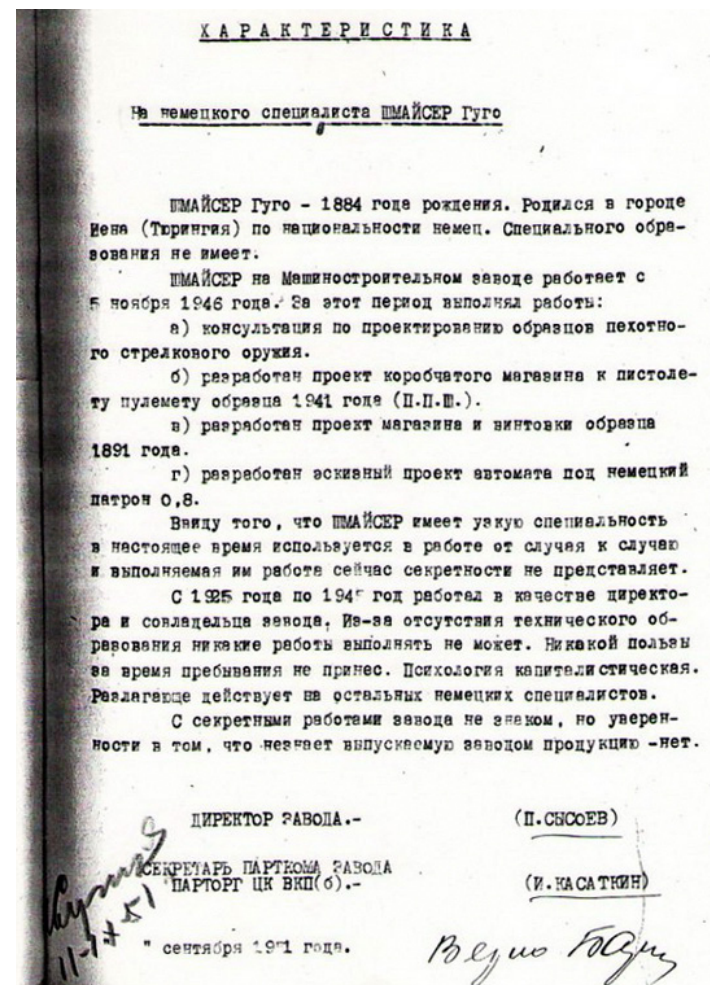 ХАРАКТЕРИСТИКА
На немецкого специалиста ШМАЙСЕР Гуго
ШМАЙСЕР Гуго - 1884 года рождения. Родился в городе
Иена (Тюрингия) по национальности немец. Специального обра-
зования не имеет.
ШМАЙСЕР на Машиностроительном заводе работает с
5 ноября 1946 года. За этот период выполнял работы:
а) консультация по проектированию образцов пехотно-
го стрелкового оружия.
б) разработан проект коробчатого магазина к пистоле-
ту пулемету образца 1941 года (П.П.Ш.).
в) разработан проект магазина и винтовки образца
1891 года.
г) разработан эскизный проект автомата под немецкий
патрон 0,8.
Ввиду того, что ШМАЙСЕР имеет узкую специальность
в настоящее время используется в работе от случая к случаю
и выполняемая им работа сейчас секретности не представляет.
С 1925 года по 194 год работал в качестве директо-
ра и совладельца завода. Из-за отсутствия технического об-
разования никакие работы выполнять не может. Никакой пользы
за время пребывания не принес. Психология капиталистическая.
Разлагающе действует на остальных немецких специалистов.
С секретными работами завода не знаком, но уверен-
ности в том, что незнает выпускаемую заводом продукцию -нет.
ДИРЕКТОР ЗАВОДА.- (П.СЫСОЕВ)
СЕКРЕТАРЬ ПАРТКОМА ЗАВОДА
ПАРТОРГ ЦК ВКП(б).- (И.КАСАТКИН)
" сентября 1951 года.
Верно